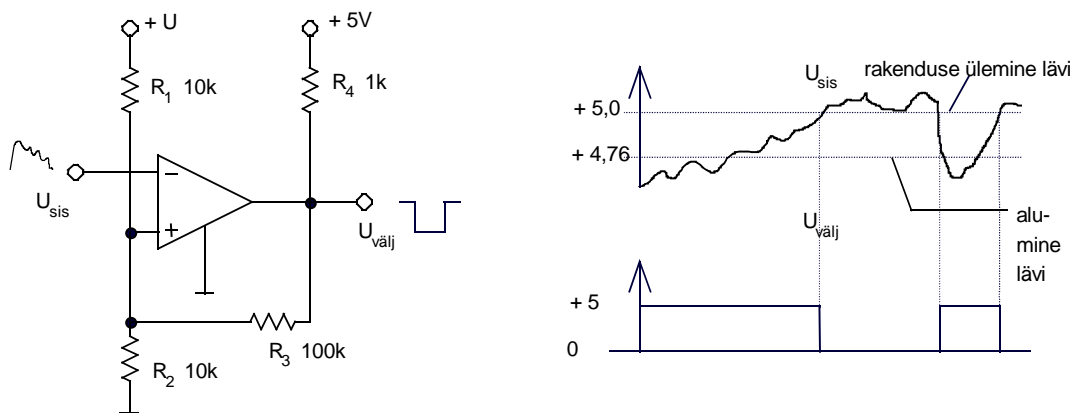 + U
+ 5V
R1 10k
R4 1k
−
+
Usis
Uvälj
R3 100k
R2 10k
Usis
rakenduse ülemine lävi
+ 5,0
+ 4,76
Uvälj
alu-
mine
lävi
+ 5
0